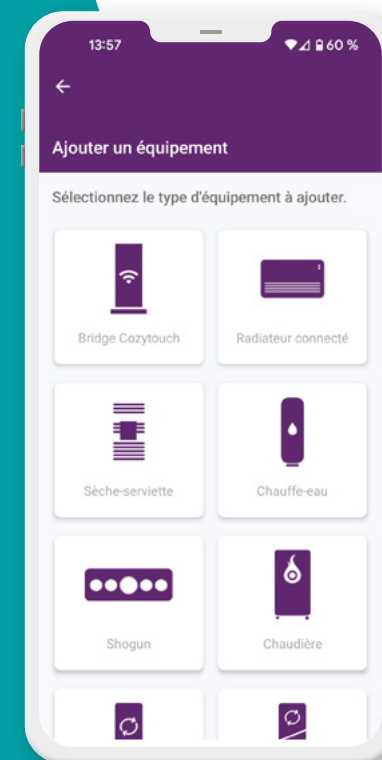 13:57 60 %
Ajouter un équipement
Sélectionnez le type d'équipement à ajouter.
Bridge Cozytouch Radiateur connecté
Sèche-serviette Chauffe-eau
Shogun Chaudière